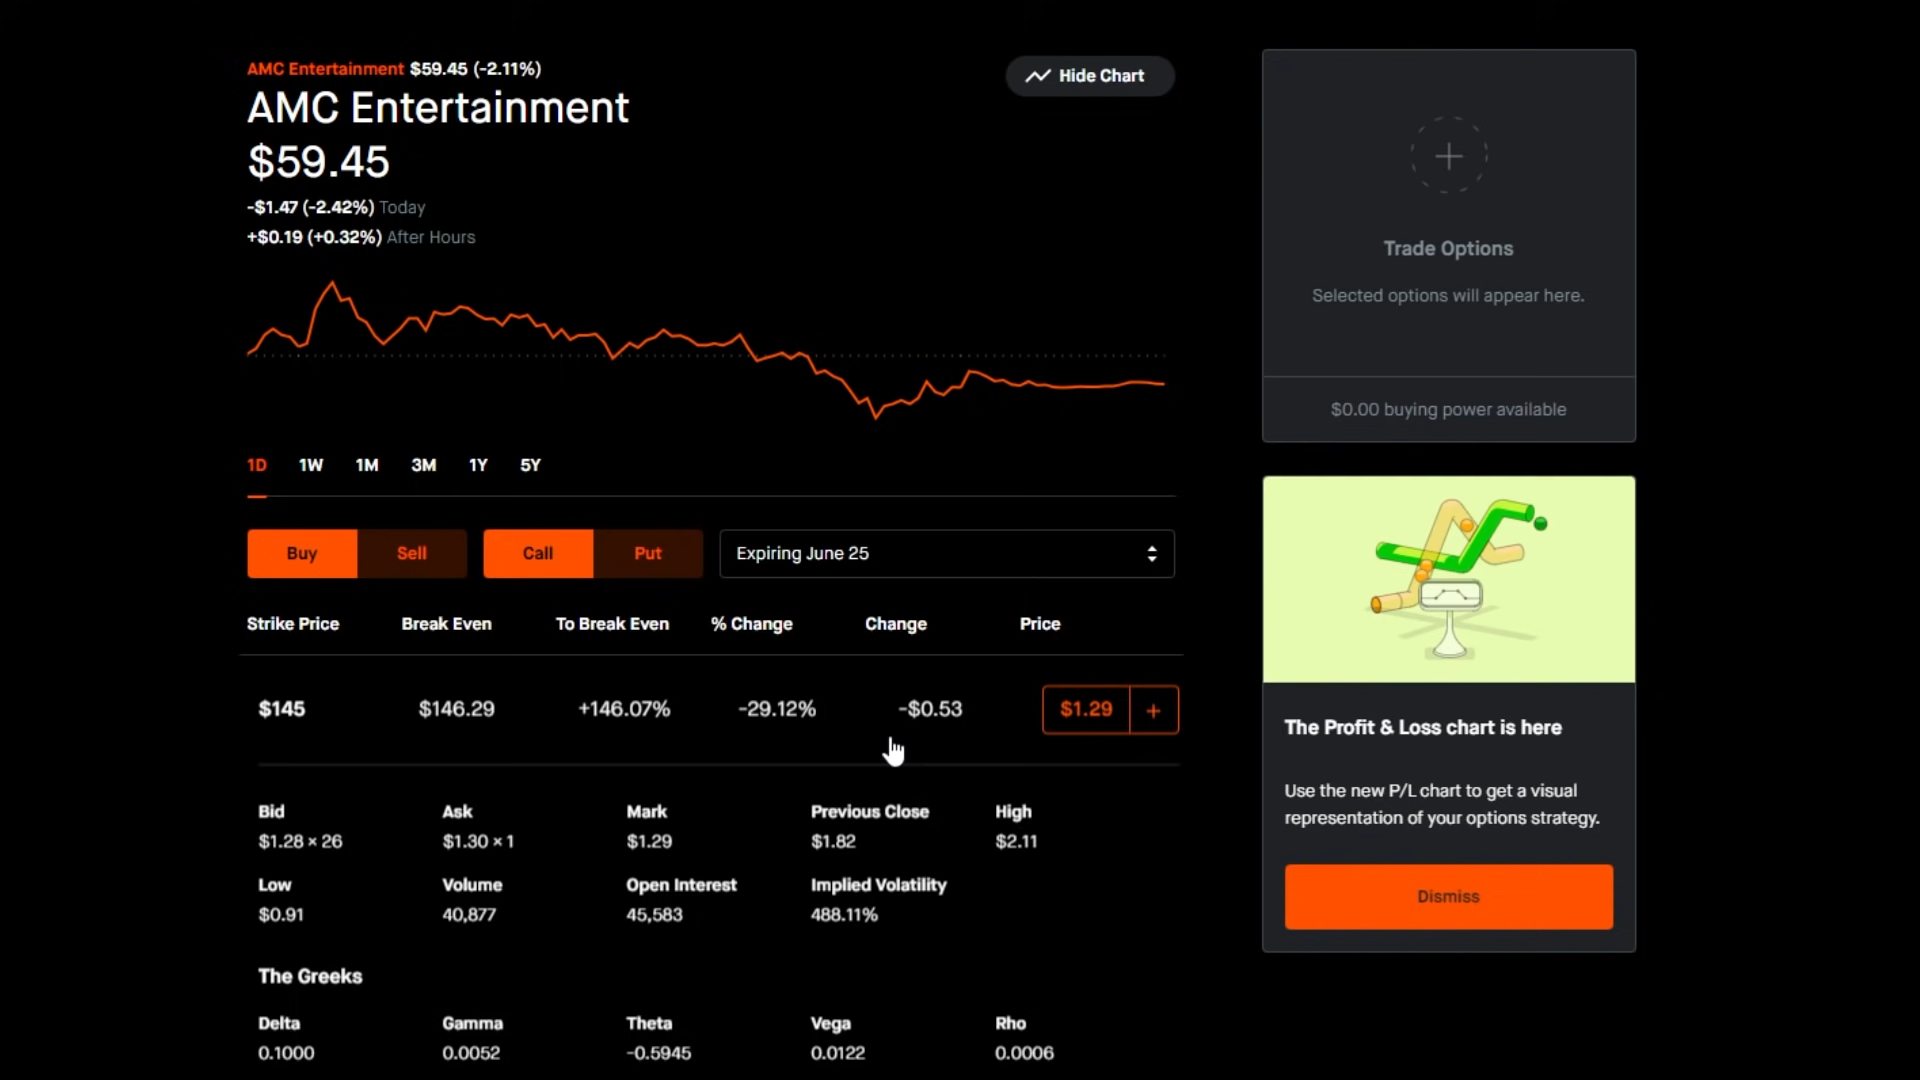 AMC Entertainment $59.45 (-2.11%)
AMC Entertainment
$59.45
-$1.47 (-2.42%) Today
+$0.19 (+0.32%) After Hours
Hide Chart
1D 1W 1M 3M 1Y 5Y
Buy Sell Call Put Expiring June 25
Strike Price Break Even To Break Even % Change Change Price
$145 $146.29 +146.07% -29.12% -$0.53 $1.29 +
Bid Ask Mark Previous Close High
$1.28 × 26 $1.30 × 1 $1.29 $1.82 $2.11
Low Volume Open Interest Implied Volatility
$0.91 40,877 45,583 488.11%
The Greeks
Delta Gamma Theta Vega Rho
0.1000 0.0052 -0.5945 0.0122 0.0006
Trade Options
Selected options will appear here.
$0.00 buying power available
The Profit & Loss chart is here
Use the new P/L chart to get a visual
representation of your options strategy.
Dismiss